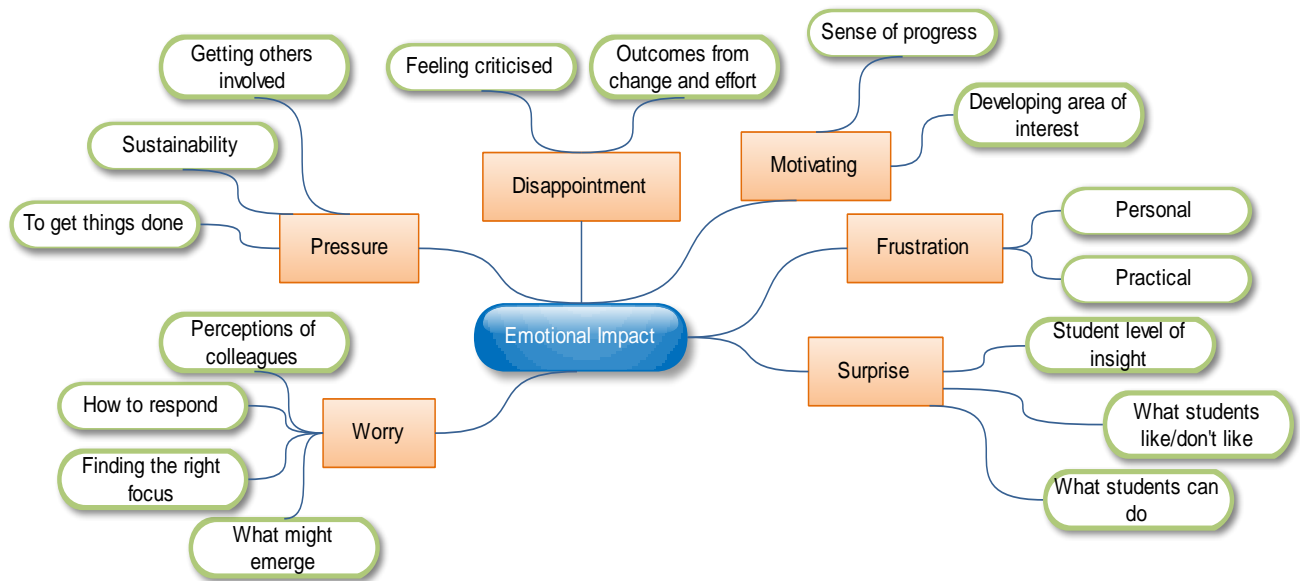 Sense of progress
Getting others
involved
Feeling criticised
Outcomes from
change and effort
Developing area of
interest
Sustainability
Motivating
Disappointment
To get things done
Pressure
Frustration
Personal
Practical
Emotional Impact
Perceptions of
colleagues
Student level of
insight
Surprise
How to respond
Worry
What students
like/don't like
Finding the right
focus
What students can
do
What might
emerge